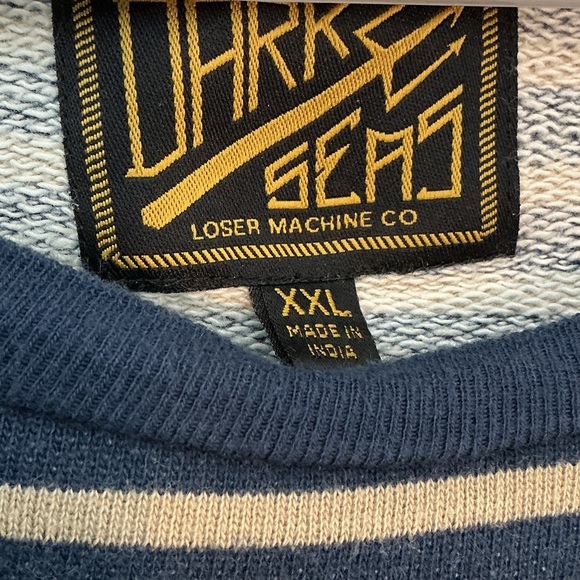 DARK
SEAS
LOSER MACHINE CO
XXL
MADE IN
INDIA